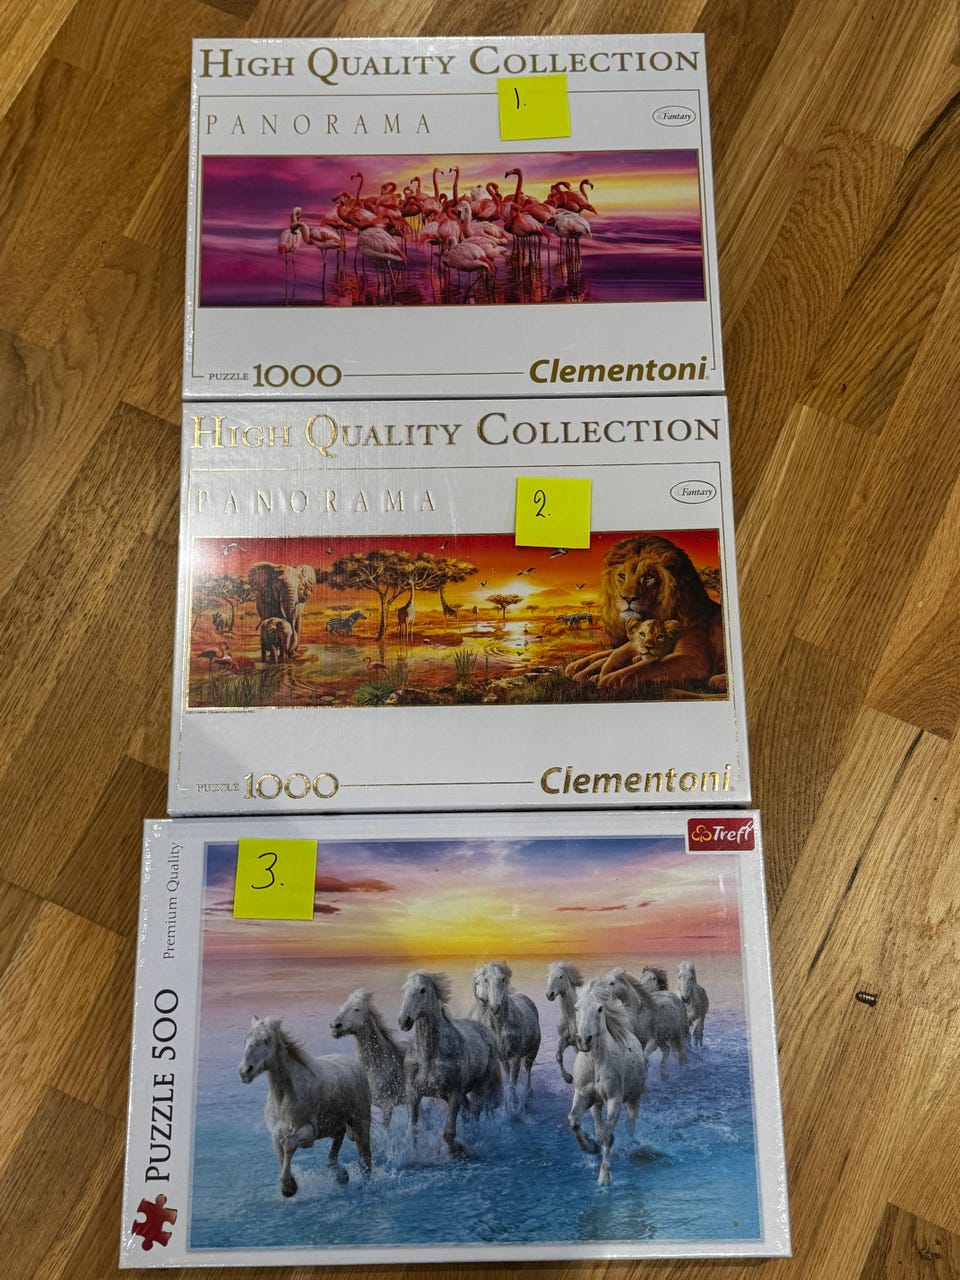 HIGH QUALITY COLLECTION
1.
PANORAMA
Fantasy
PUZZLE 1000
Clementoni
HIGH QUALITY COLLECTION
PANORAMA
2.
Fantasy
PUZZLE 1000
Clementoni
Trefl
3.
Premium Quality
PUZZLE 500